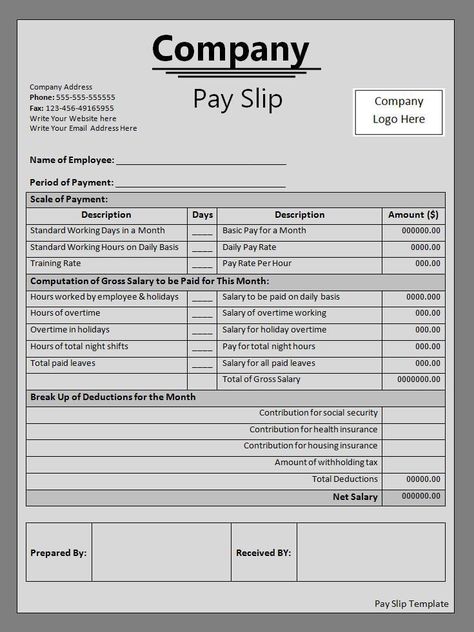 Company
Pay Slip
Company Address
Phone: 555-555-555555
Fax: 123-456-49165955
Write Your Website here
Write Your Email Address Here
Company
Logo Here
Name of Employee:
Period of Payment:
Scale of Payment:
Description Days Description Amount ($)
Standard Working Days in a Month ____ Basic Pay for a Month 000000.00
Standard Working Hours on Daily Basis ____ Daily Pay Rate 00.00
Training Rate ____ Pay Rate Per Hour 000.00
Computation of Gross Salary to be Paid for This Month:
Hours worked by employee & holidays ____ Salary to be paid on daily basis 0000.000
Hours of overtime ____ Salary of overtime working 000.00
Overtime in holidays ____ Salary for holiday overtime 000.00
Hours of total night shifts ____ Pay for total night hours 000.00
Total paid leaves ____ Salary for all paid leaves 000.00
Total of Gross Salary 0000000.00
Break Up of Deductions for the Month
Contribution for social security
Contribution for health insurance
Contribution for housing insurance
Amount of withholding tax
Total Deductions 00000.00
Net Salary 000000.00
Prepared By: Received BY:
Pay Slip Template